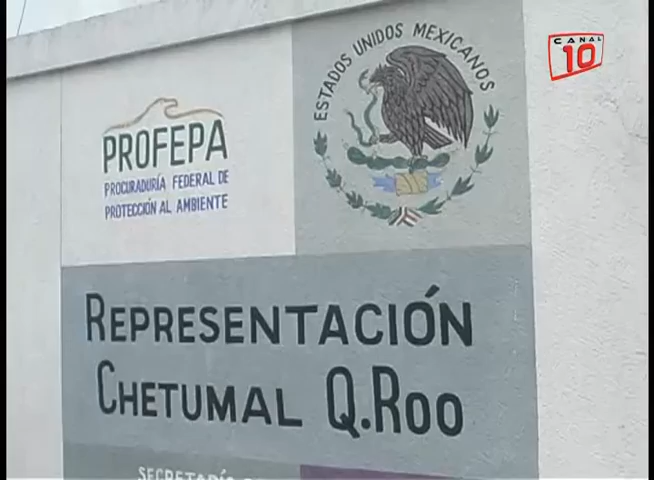 CANAL
10
ESTADOS UNIDOS MEXICANOS
PROFEPA
PROCURADURÍA FEDERAL DE
PROTECCIÓN AL AMBIENTE
REPRESENTACIÓN
CHETUMAL Q.ROO